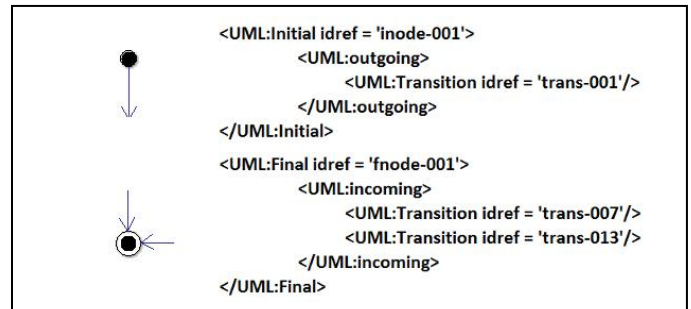 <UML:Initial idref = 'inode-001'>
<UML:outgoing>
<UML:Transition idref = 'trans-001'/>
</UML:outgoing>
</UML:Initial>
<UML:Final idref = 'fnode-001'>
<UML:incoming>
<UML:Transition idref = 'trans-007'/>
<UML:Transition idref = 'trans-013'/>
</UML:incoming>
</UML:Final>